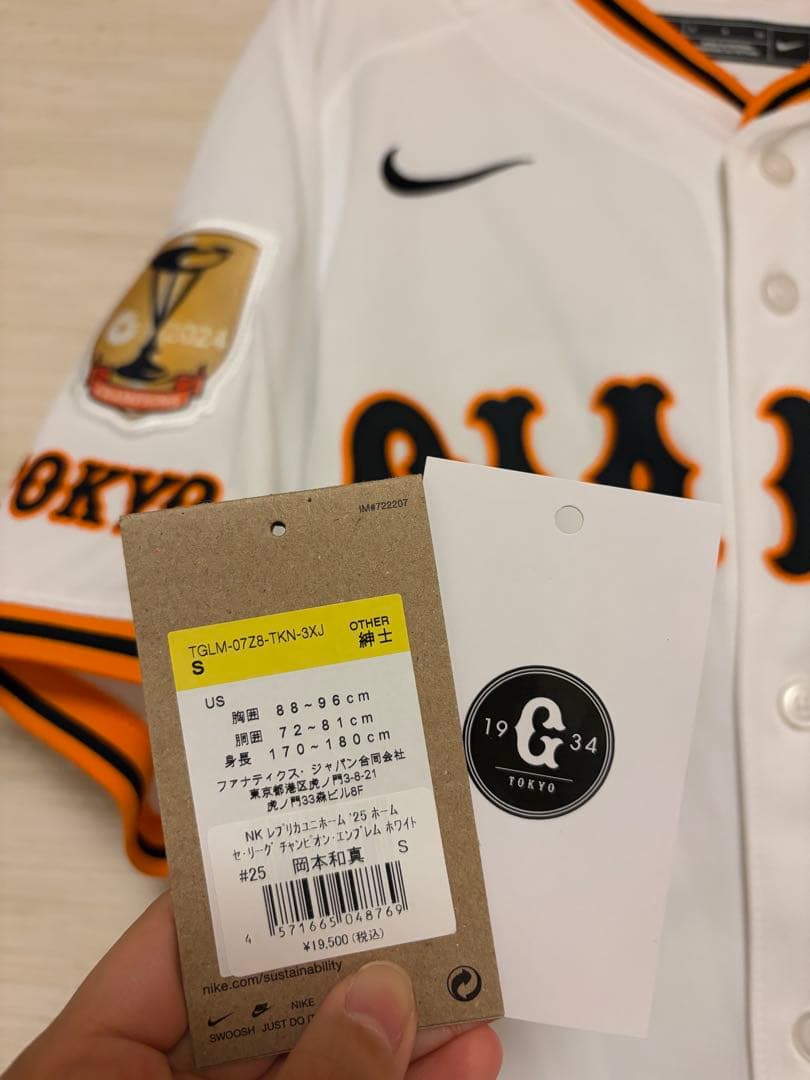 2024
TOKYO
GIAN
IM#722207
TGLM-07Z8-TKN-3XJ
OTHER
S
紳士
US
胸囲 88~96cm
胴囲 72~81cm
身長 170~180cm
ファナティクス・ジャパン合同会社
東京都港区虎ノ門3-8-21
虎ノ門33森ビル8F
NK レプリカユニホーム '25 ホーム
セ・リーグ チャンピオン・エンブレム ホワイト
#25 岡本和真 S
4 571665 048769
¥19,500(税込)
nike.com/sustainability
NIKE
SWOOSH JUST DO I
19 G 34
TOKYO